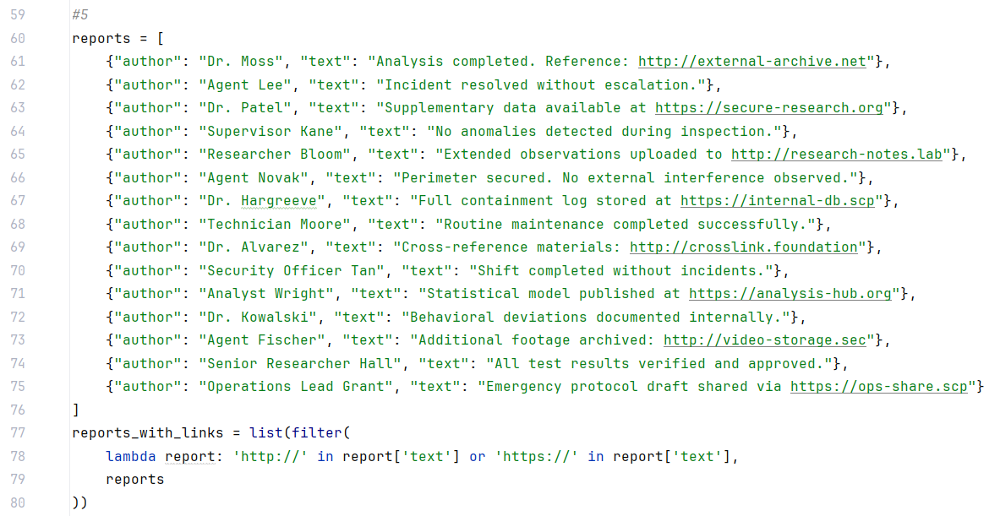 59 #5
60 reports = [
61     {"author": "Dr. Moss", "text": "Analysis completed. Reference: http://external-archive.net"},
62     {"author": "Agent Lee", "text": "Incident resolved without escalation."},
63     {"author": "Dr. Patel", "text": "Supplementary data available at https://secure-research.org"},
64     {"author": "Supervisor Kane", "text": "No anomalies detected during inspection."},
65     {"author": "Researcher Bloom", "text": "Extended observations uploaded to http://research-notes.lab"},
66     {"author": "Agent Novak", "text": "Perimeter secured. No external interference observed."},
67     {"author": "Dr. Hargreeve", "text": "Full containment log stored at https://internal-db.scp"},
68     {"author": "Technician Moore", "text": "Routine maintenance completed successfully."},
69     {"author": "Dr. Alvarez", "text": "Cross-reference materials: http://crosslink.foundation"},
70     {"author": "Security Officer Tan", "text": "Shift completed without incidents."},
71     {"author": "Analyst Wright", "text": "Statistical model published at https://analysis-hub.org"},
72     {"author": "Dr. Kowalski", "text": "Behavioral deviations documented internally."},
73     {"author": "Agent Fischer", "text": "Additional footage archived: http://video-storage.sec"},
74     {"author": "Senior Researcher Hall", "text": "All test results verified and approved."},
75     {"author": "Operations Lead Grant", "text": "Emergency protocol draft shared via https://ops-share.scp"}
76 ]
77 reports_with_links = list(filter(
78     lambda report: 'http://' in report['text'] or 'https://' in report['text'],
79     reports
80 ))